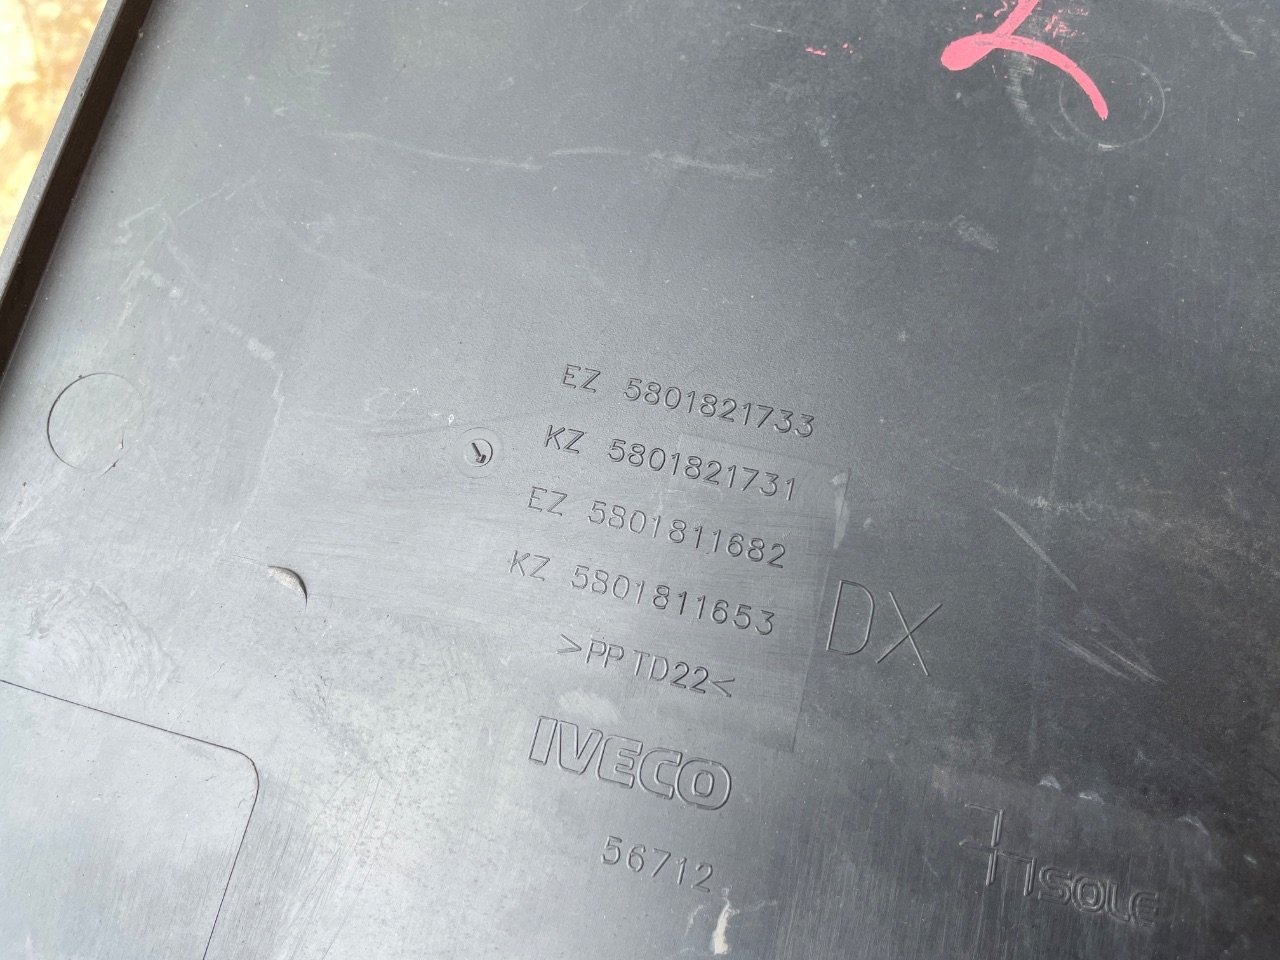 EZ 5801821733
KZ 5801821731
EZ 5801811682
KZ 5801811653
>PP TD22<
DX
IVECO
56712
SOLE